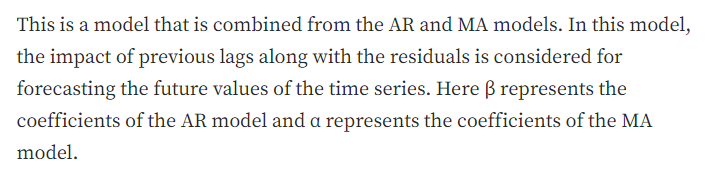 This is a model that is combined from the AR and MA models. In this model,
the impact of previous lags along with the residuals is considered for
forecasting the future values of the time series. Here β represents the
coefficients of the AR model and α represents the coefficients of the MA
model.